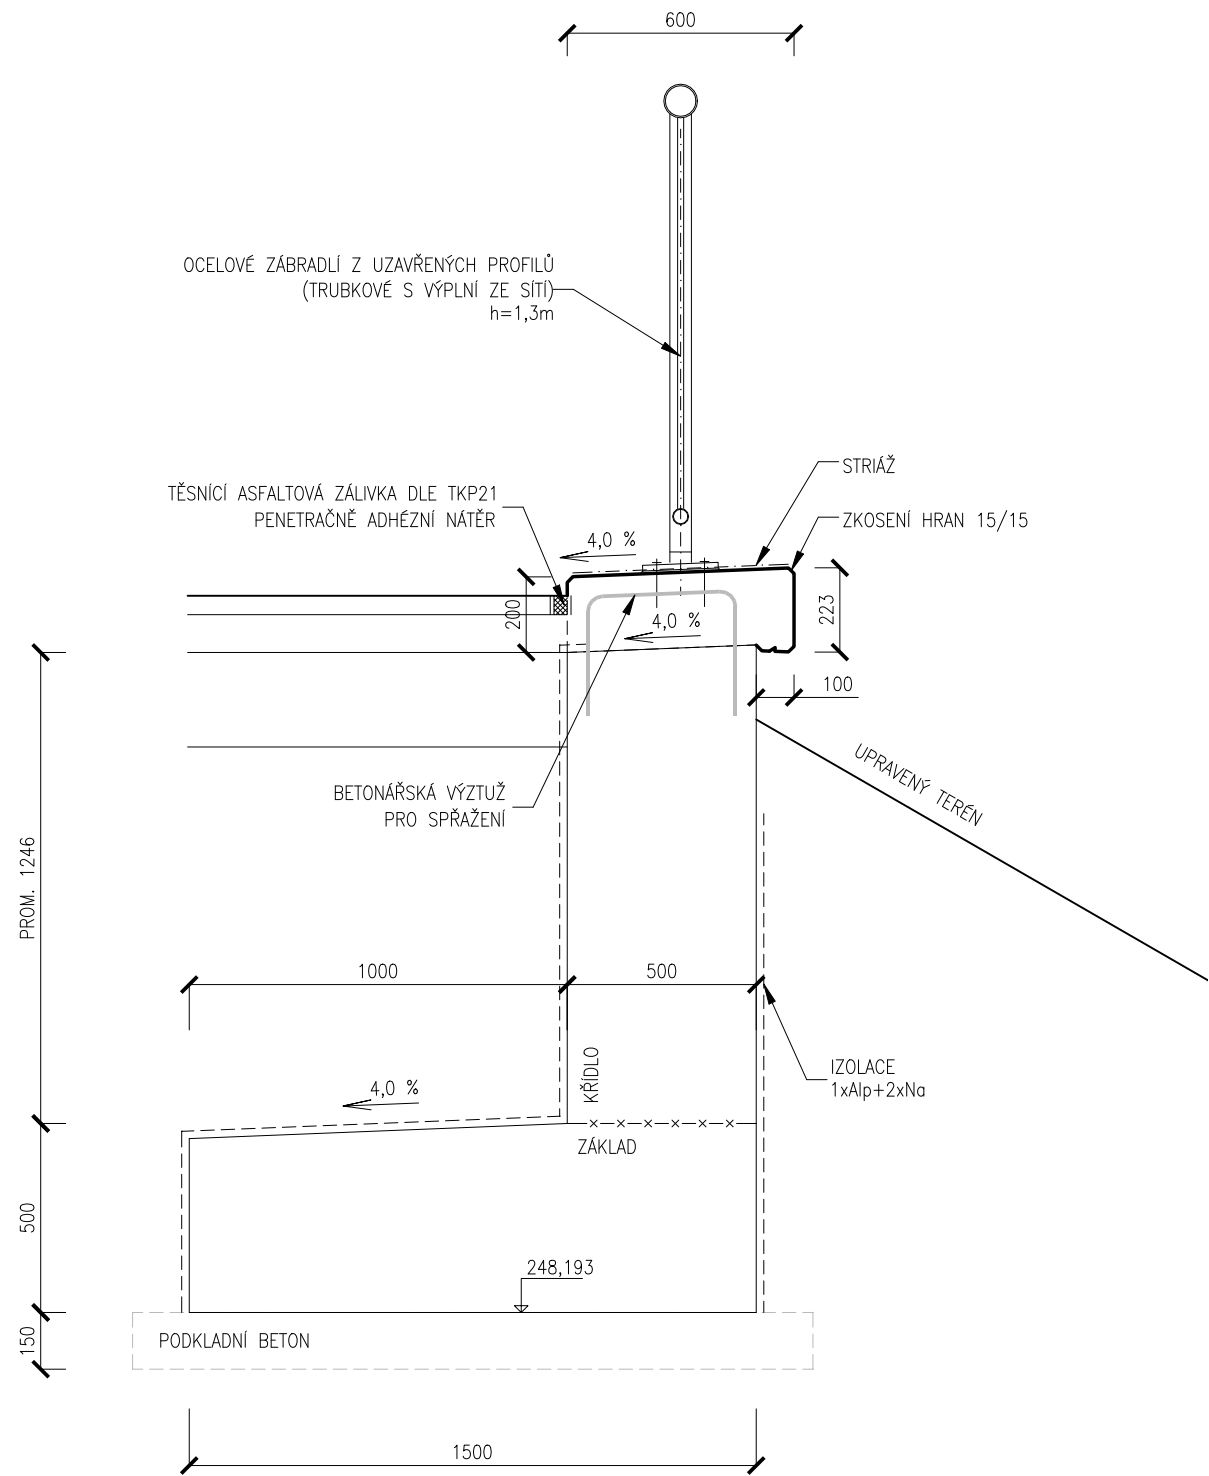 600
OCELOVÉ ZÁBRADLÍ Z UZAVŘENÝCH PROFILŮ
(TRUBKOVÉ S VÝPLNÍ ZE SÍTÍ)
h=1,3m
STRIÁŽ
TĚSNÍCÍ ASFALTOVÁ ZÁLIVKA DLE TKP21
PENETRAČNĚ ADHÉZNÍ NÁTĚR
ZKOSENÍ HRAN 15/15
4,0 %
200
4,0 %
223
100
UPRAVENÝ TERÉN
BETONÁŘSKÁ VÝZTUŽ
PRO SPŘAŽENÍ
PROM. 1246
1000
500
IZOLACE
1xAlp+2xNa
KŘÍDLO
4,0 %
ZÁKLAD
500
248,193
150
PODKLADNÍ BETON
1500